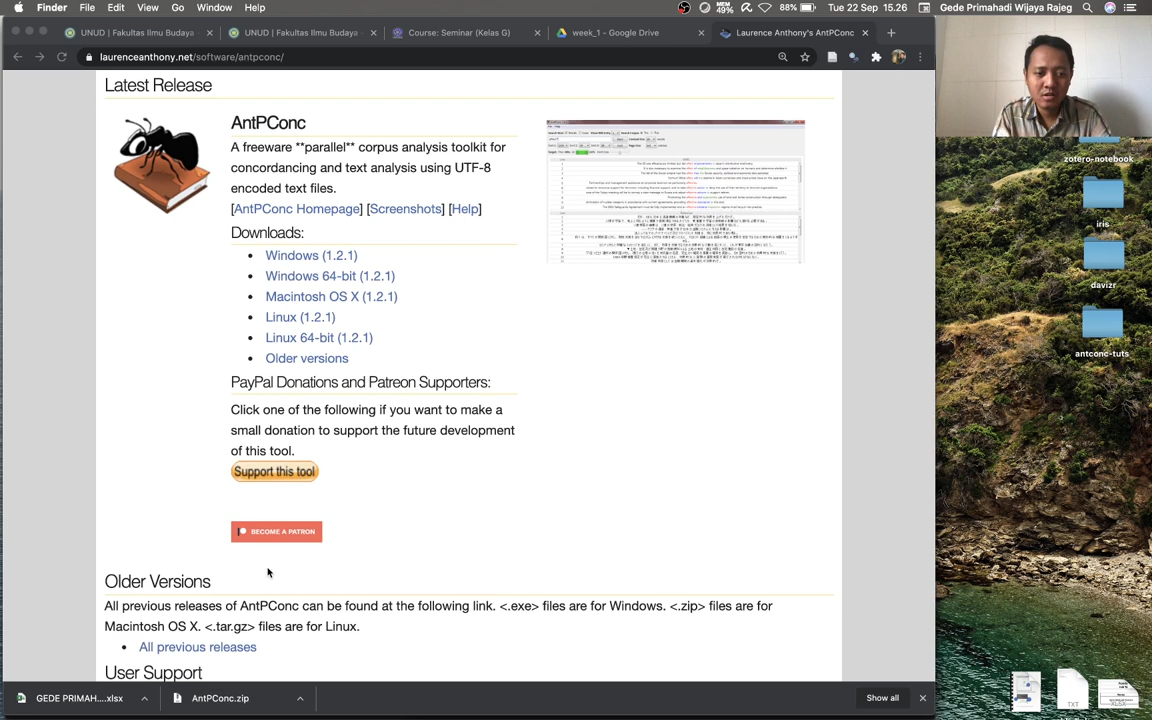 Finder File Edit View Go Window Help
MEM 49% 88% Tue 22 Sep 15.26 Gede Primahadi Wijaya Rajeg
UNUD | Fakultas Ilmu Budaya
UNUD | Fakultas Ilmu Budaya
Course: Seminar (Kelas G)
week_1 - Google Drive
Laurence Anthony's AntPConc
laurenceanthony.net/software/antpconc/
Latest Release
AntPConc
A freeware **parallel** corpus analysis toolkit for
concordancing and text analysis using UTF-8
encoded text files.
[AntPConc Homepage] [Screenshots] [Help]
Downloads:
Windows (1.2.1)
Windows 64-bit (1.2.1)
Macintosh OS X (1.2.1)
Linux (1.2.1)
Linux 64-bit (1.2.1)
Older versions
PayPal Donations and Patreon Supporters:
Click one of the following if you want to make a
small donation to support the future development
of this tool.
Support this tool
BECOME A PATRON
Older Versions
All previous releases of AntPConc can be found at the following link. <.exe> files are for Windows. <.zip> files are for
Macintosh OS X. <.tar.gz> files are for Linux.
All previous releases
User Support
GEDE PRIMAH....xlsx
AntPConc.zip
Show all
zotero-notebook
iris
davizr
antconc-tuts
TXT
XLSX